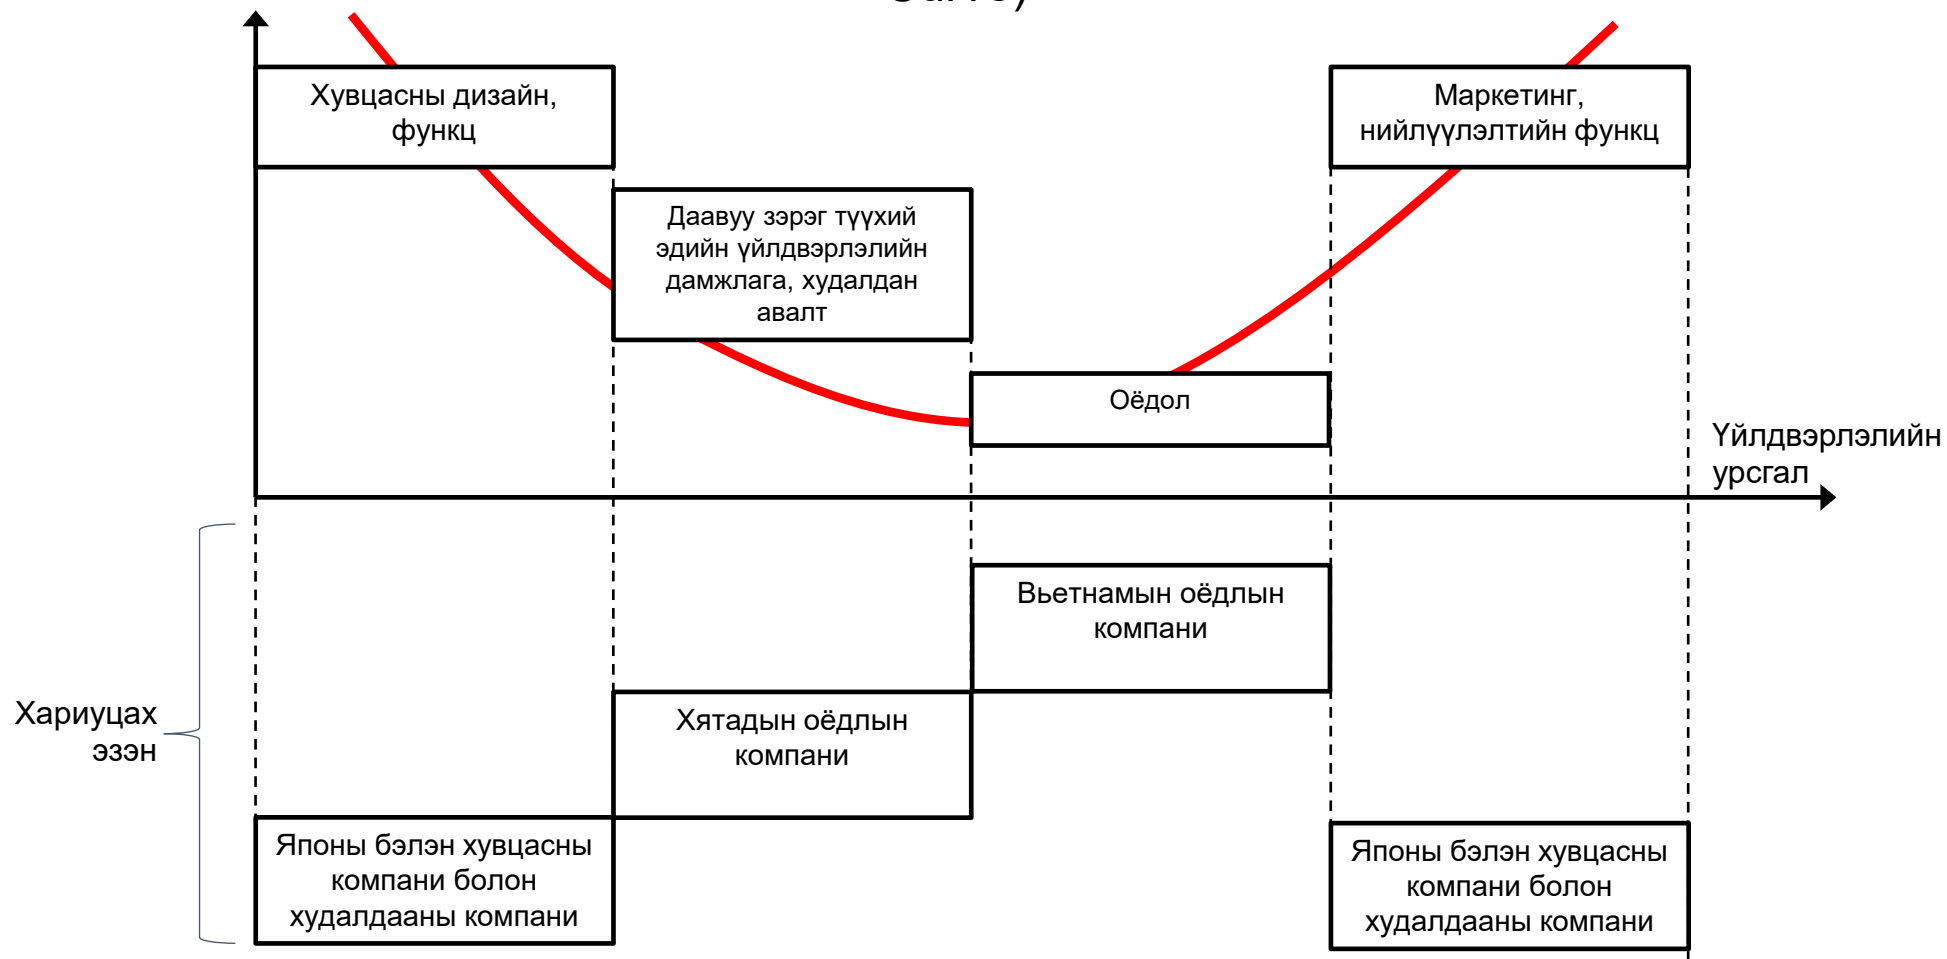 Хувцасны дизайн,
функц
Маркетинг,
нийлүүлэлтийн функц
Даавуу зэрэг түүхий
эдийн үйлдвэрлэлийн
дамжлага, худалдан
авалт
Оёдол
Үйлдвэрлэлийн
урсгал
Вьетнамын оёдлын
компани
Хариуцах
эзэн
Хятадын оёдлын
компани
Японы бэлэн хувцасны
компани болон
худалдааны компани
Японы бэлэн хувцасны
компани болон
худалдааны компани